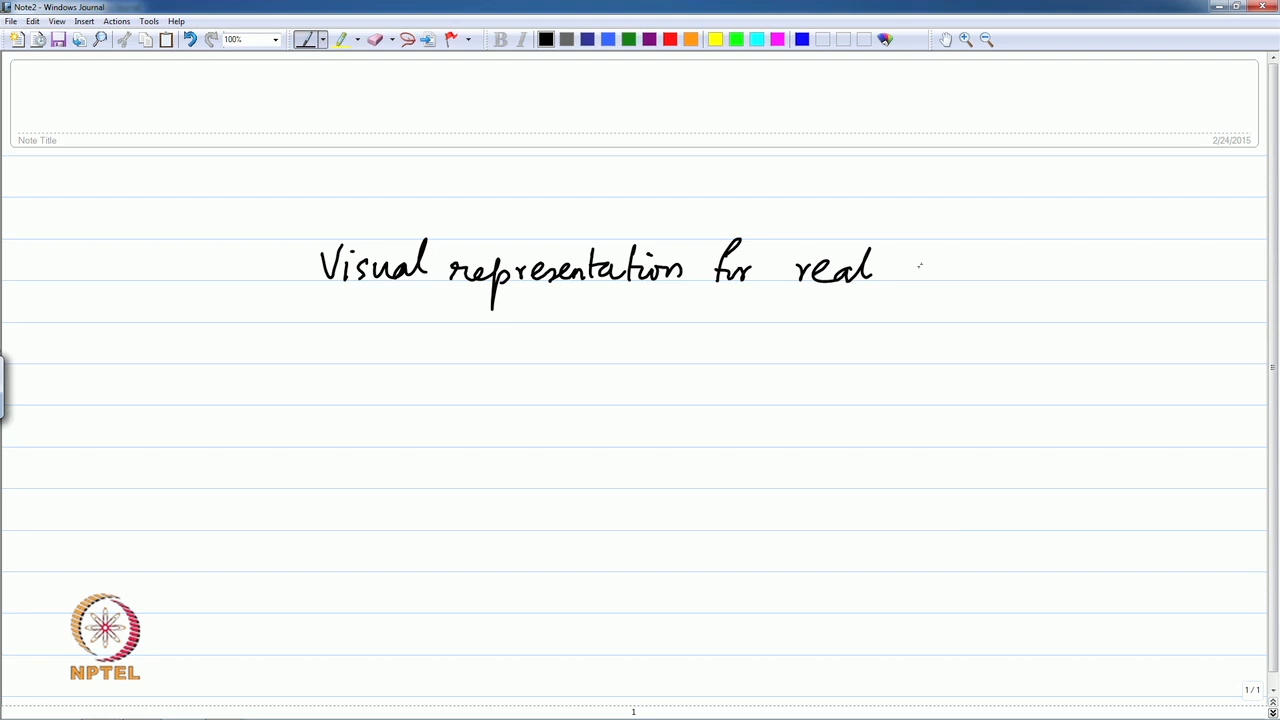 Note2 - Windows Journal
File Edit View Insert Actions Tools Help
100%
B I
Note Title
2/24/2015
Visual representation for real
NPTEL
1/1
1